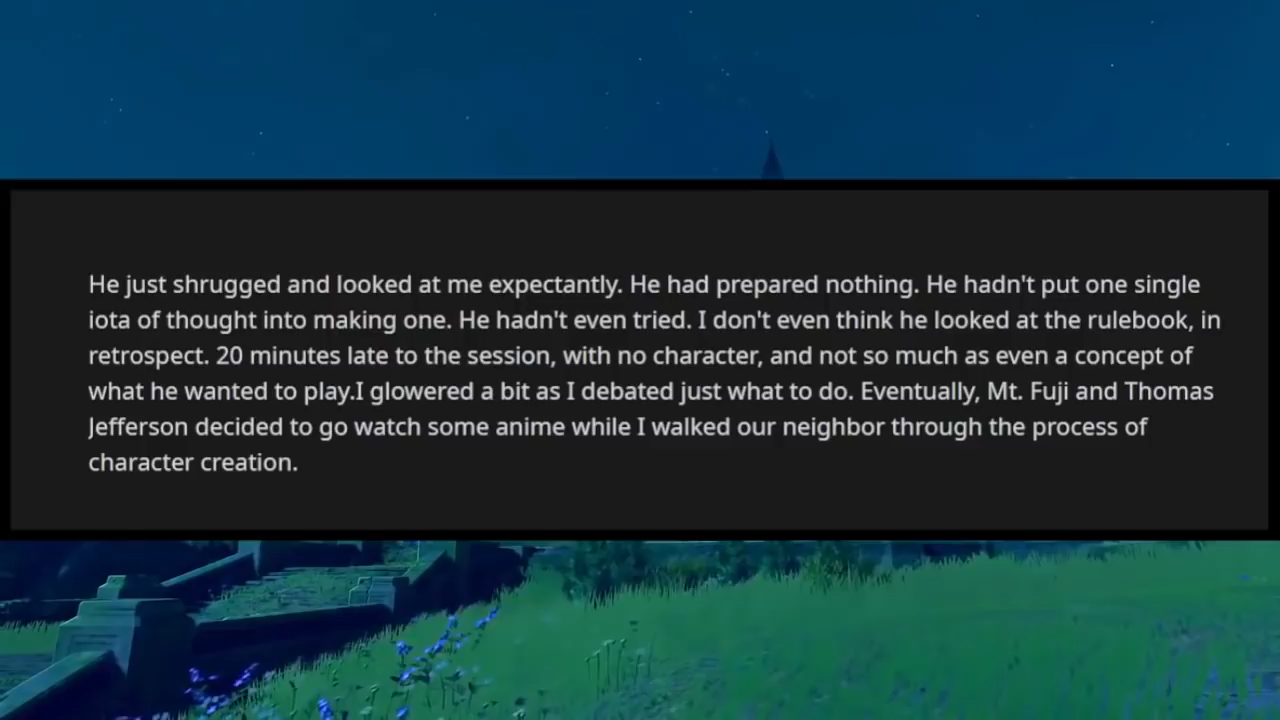 He just shrugged and looked at me expectantly. He had prepared nothing. He hadn't put one single
iota of thought into making one. He hadn't even tried. I don't even think he looked at the rulebook, in
retrospect. 20 minutes late to the session, with no character, and not so much as even a concept of
what he wanted to play.I glowered a bit as I debated just what to do. Eventually, Mt. Fuji and Thomas
Jefferson decided to go watch some anime while I walked our neighbor through the process of
character creation.